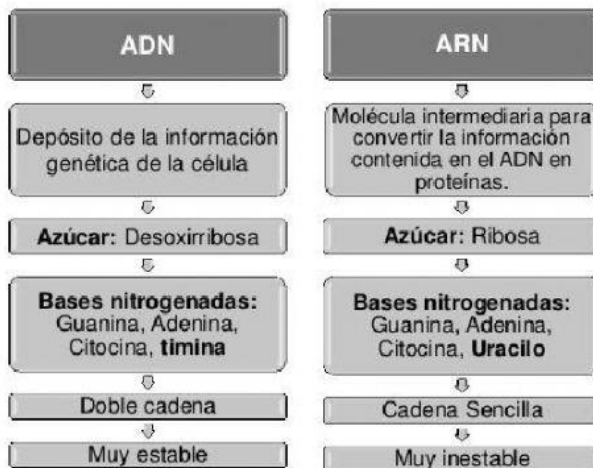 ADN
Depósito de la información
genética de la célula
Azúcar: Desoxirribosa
Bases nitrogenadas:
Guanina, Adenina,
Citocina, timina
Doble cadena
Muy estable
ARN
Molécula intermediaria para
convertir la información
contenida en el ADN en
proteínas.
Azúcar: Ribosa
Bases nitrogenadas:
Guanina, Adenina,
Citocina, Uracilo
Cadena Sencilla
Muy inestable